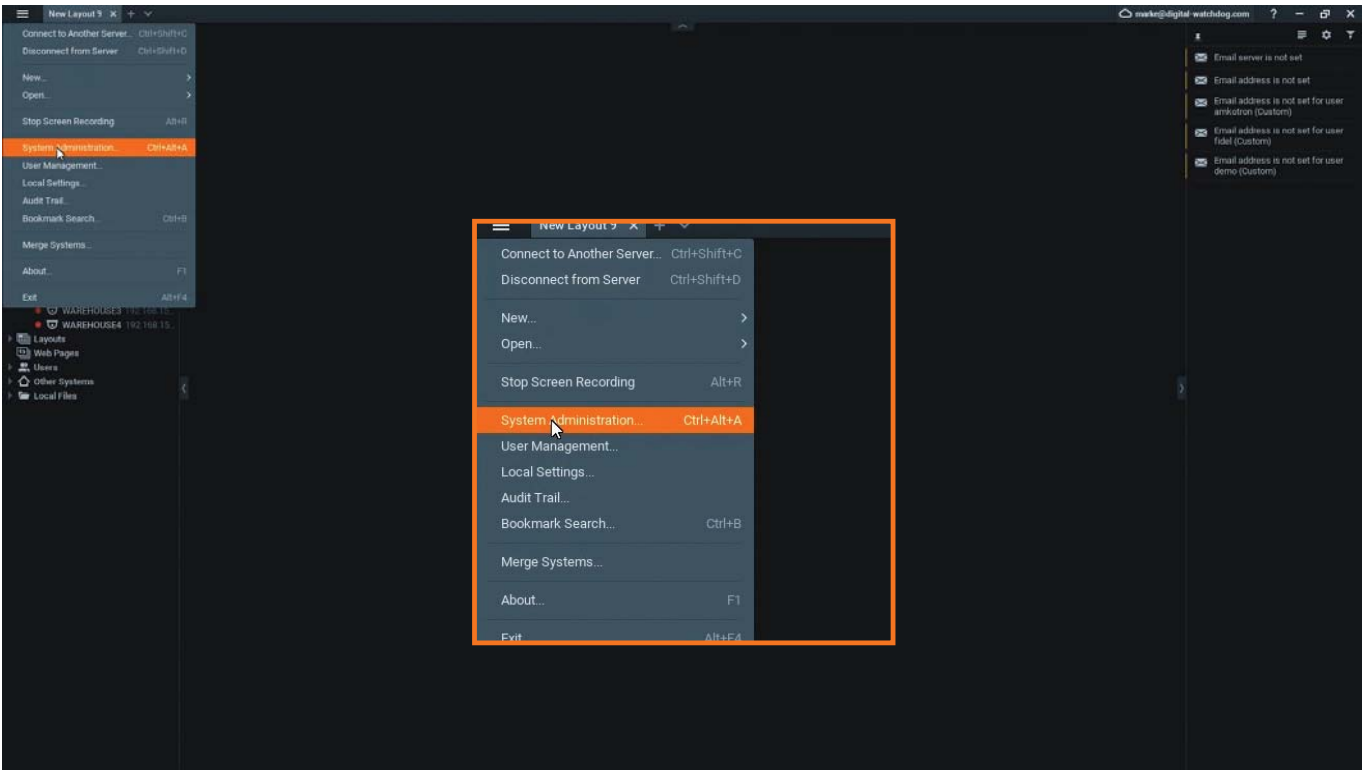 New Layout 9
marke@digital-watchdog.com ?
Connect to Another Server... Ctrl+Shift+C
Disconnect from Server Ctrl+Shift+D
New...
Open...
Stop Screen Recording Alt+R
System Administration... Ctrl+Alt+A
User Management...
Local Settings...
Audit Trail...
Bookmark Search... Ctrl+B
Merge Systems...
About... F1
Exit Alt+F4
WAREHOUSE3 192.168.15...
WAREHOUSE4 192.168.15...
Layouts
Web Pages
Users
Other Systems
Local Files
New Layout 9
Connect to Another Server... Ctrl+Shift+C
Disconnect from Server Ctrl+Shift+D
New...
Open...
Stop Screen Recording Alt+R
System Administration... Ctrl+Alt+A
User Management...
Local Settings...
Audit Trail...
Bookmark Search... Ctrl+B
Merge Systems...
About... F1
Exit Alt+F4
Email server is not set
Email address is not set
Email address is not set for user
amkotron (Custom)
Email address is not set for user
fidel (Custom)
Email address is not set for user
demo (Custom)